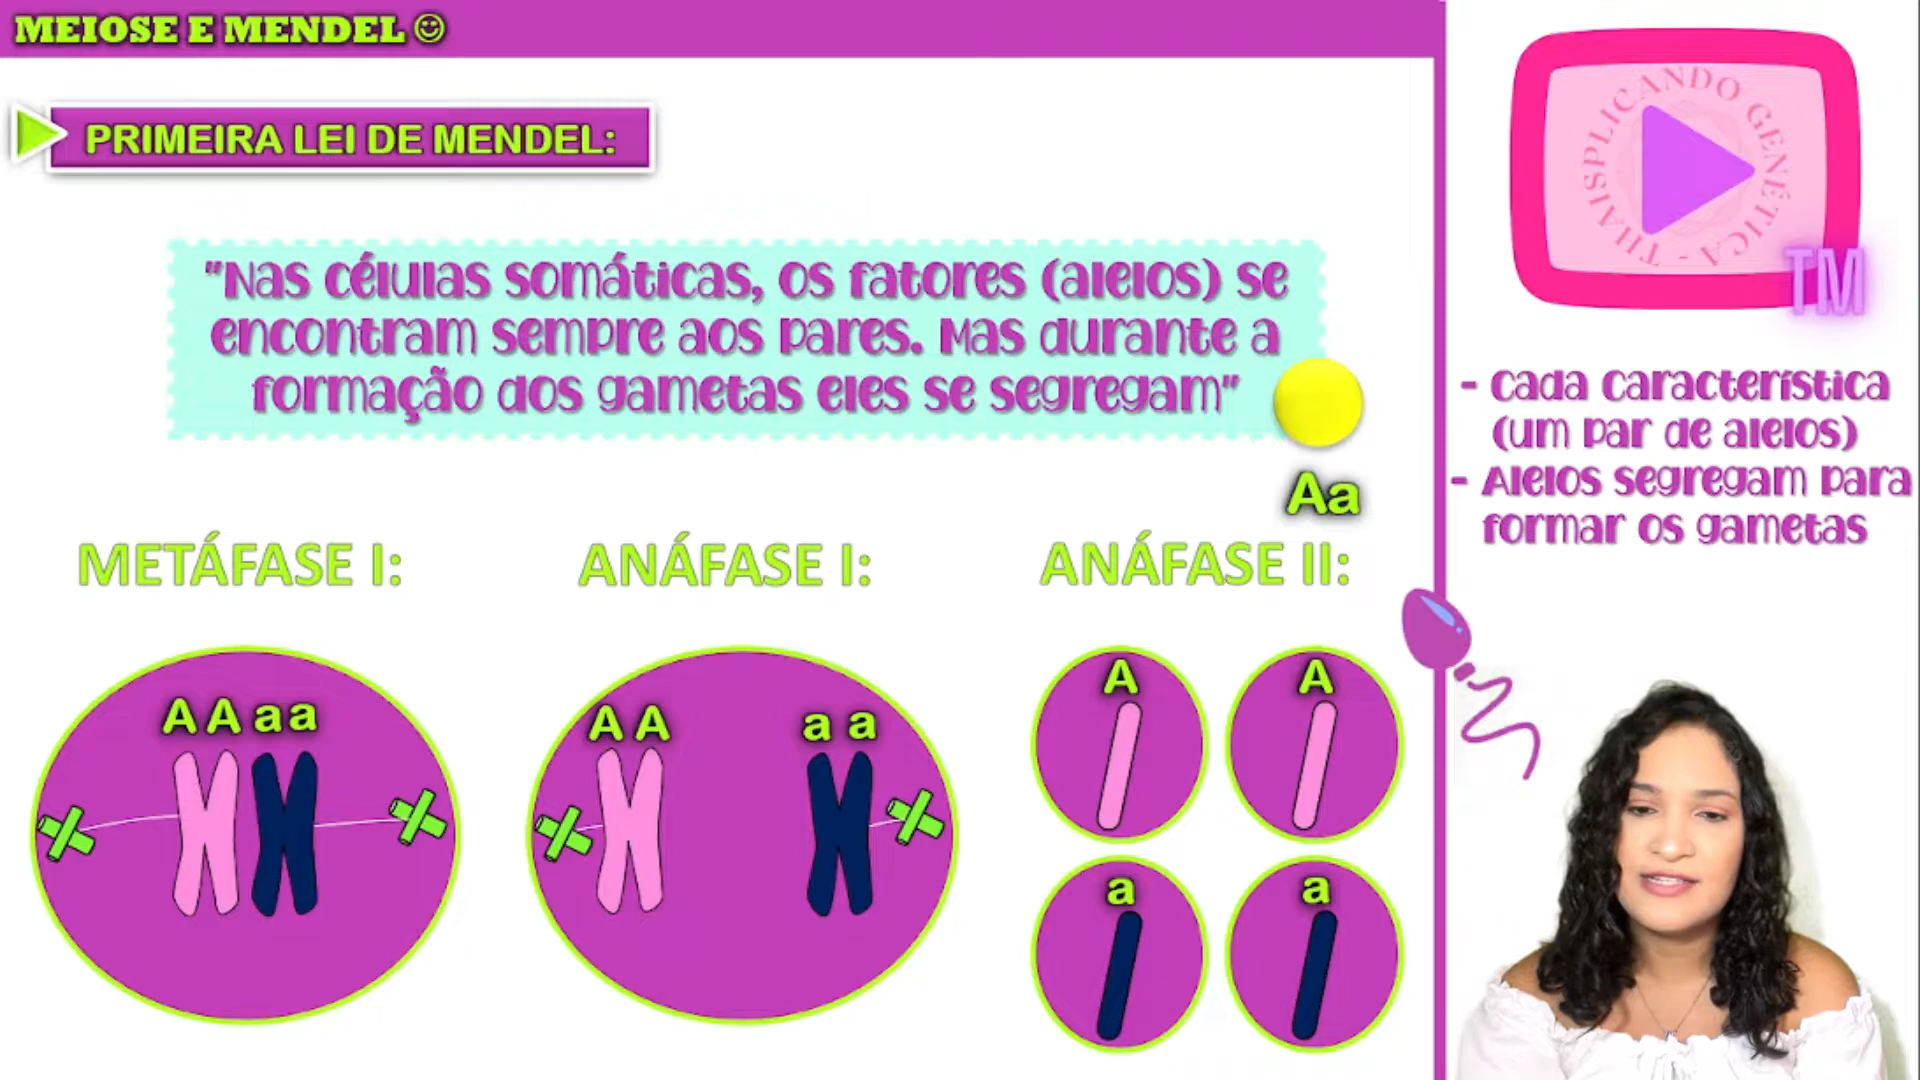 MEIOSE E MENDEL
PRIMEIRA LEI DE MENDEL:
"Nas células somáticas, os fatores (alelos) se
encontram sempre aos pares. Mas durante a
formação dos gametas eles se segregam"
Aa
METÁFASE I:
ANÁFASE I:
ANÁFASE II:
A A a a
A A
a a
A
A
a
a
THAISPLICANDO GENÉTICA -
TM
- Cada característica
(um par de alelos)
- Alelos segregam para
formar os gametas